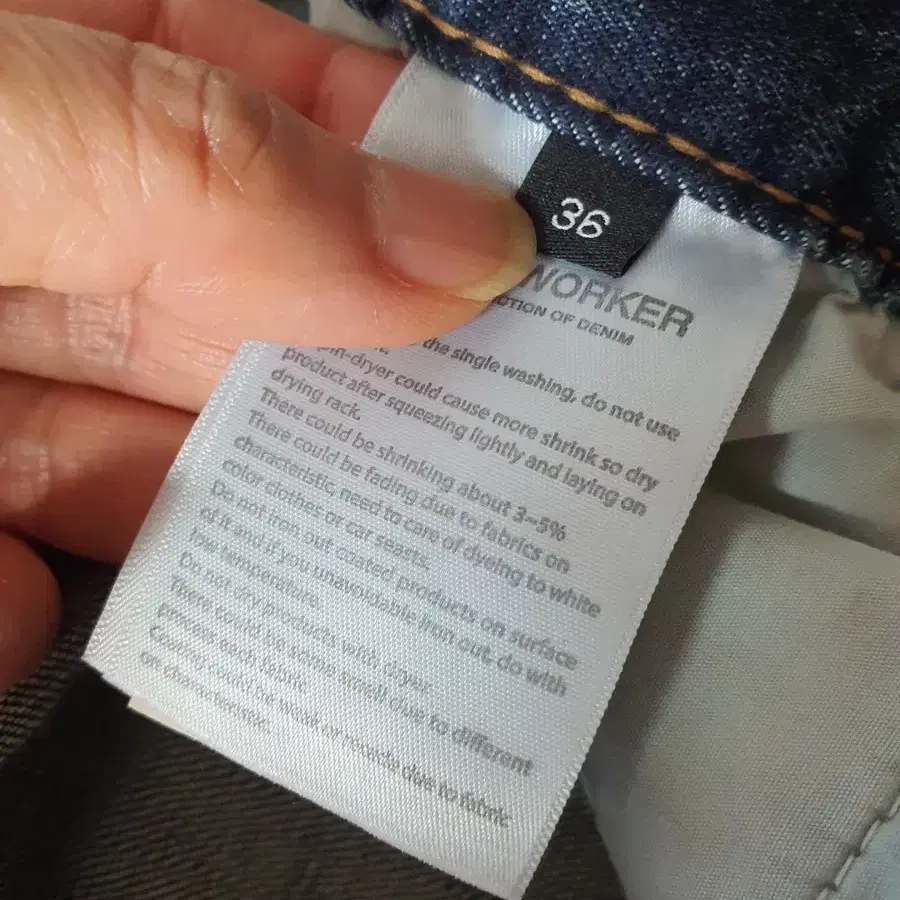 36
WORKER
CTION OF DENIM
the single washing, do not use
pin-dryer could cause more shrink so dry
product after squeezing lightly and laying on
drying rack.
There could be shrinking about 3~5%
There could be fading due to fabrics on
characteristic, need to care of dyeing to white
color clothes or car seasts.
Do not iron out coated products on surface
of it and if you unavoidable iron out, do with
low temperature.
Do not dry products with dryer
There could be some smell due to different
process each fabric
Coating could be weak or recide due to fabric
on characteristic.